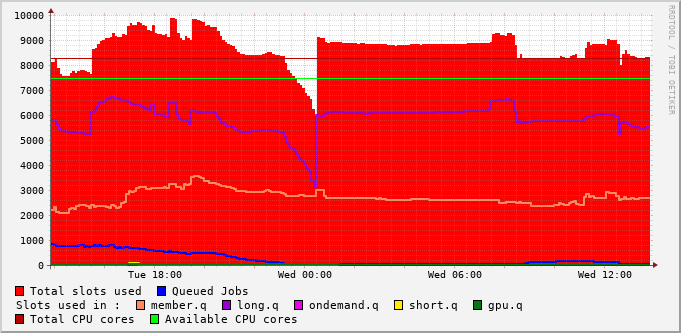 10000
9000
8000
7000
6000
5000
4000
3000
2000
1000
0
Tue 18:00 Wed 00:00 Wed 06:00 Wed 12:00
RRDTOOL / TOBI OETIKER
Total slots used Queued Jobs
Slots used in : member.q long.q ondemand.q short.q gpu.q
Total CPU cores Available CPU cores